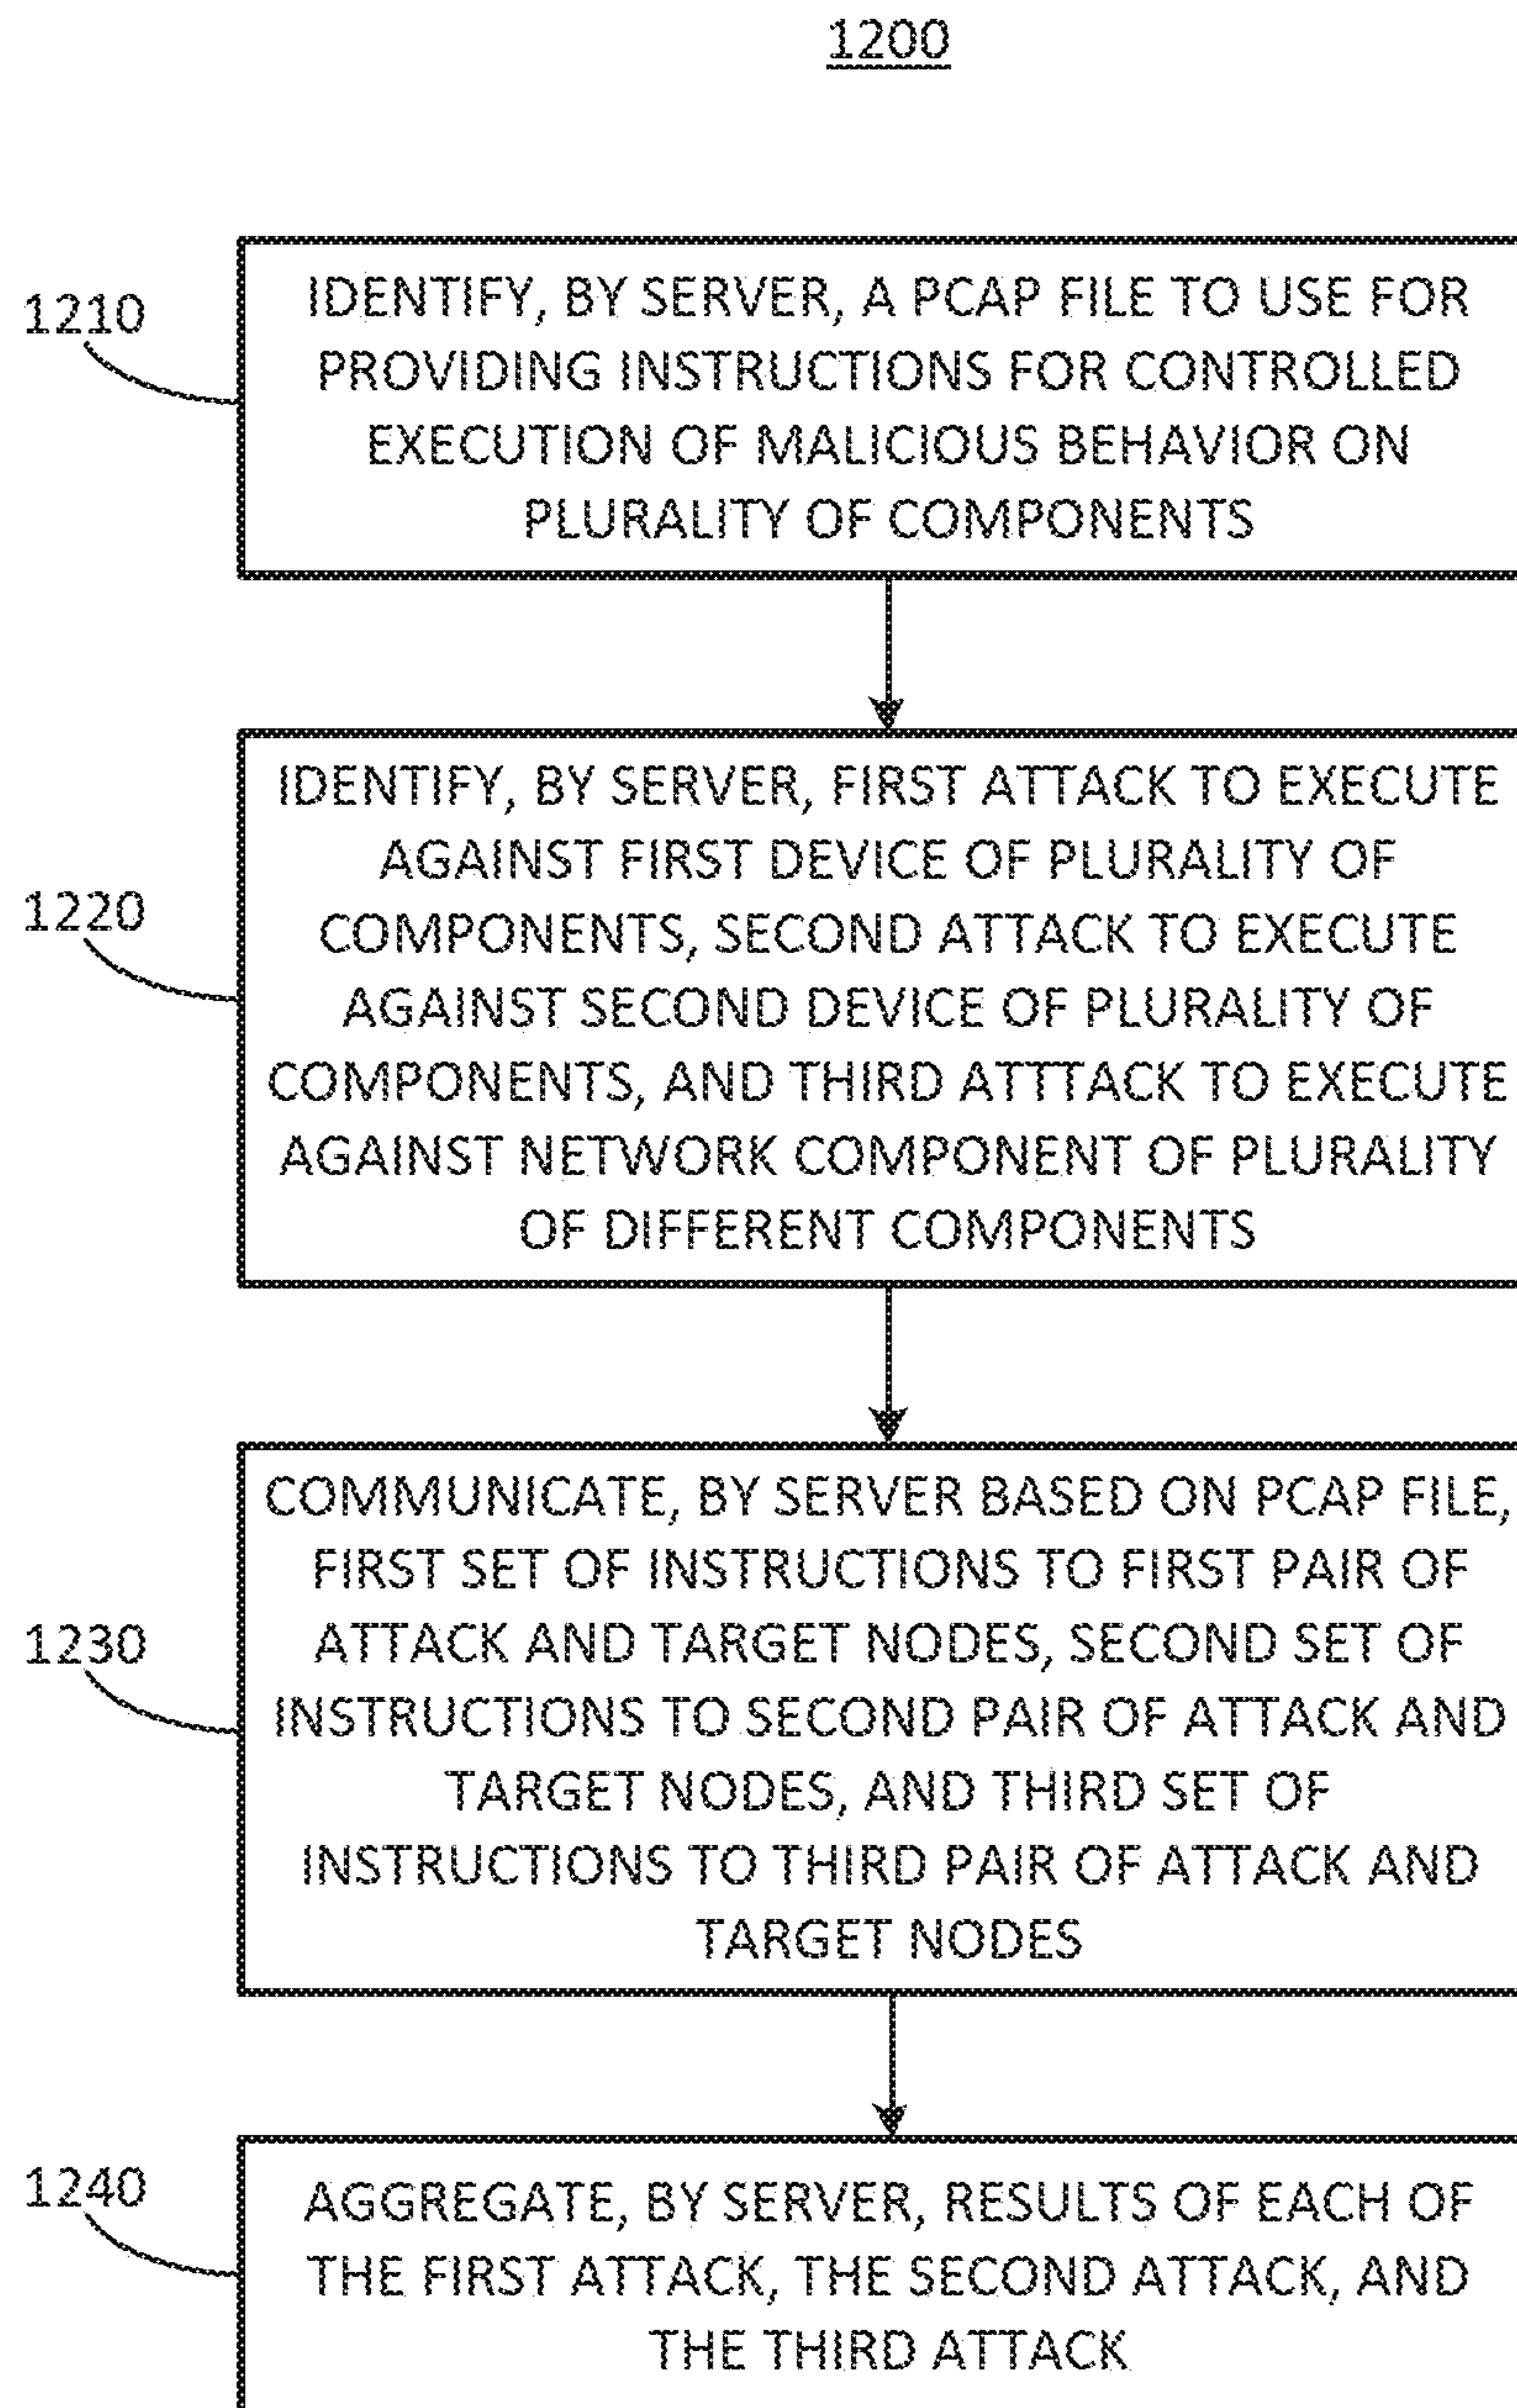 1200
1210
IDENTIFY, BY SERVER, A PCAP FILE TO USE FOR
PROVIDING INSTRUCTIONS FOR CONTROLLED
EXECUTION OF MALICIOUS BEHAVIOR ON
PLURALITY OF COMPONENTS
1220
IDENTIFY, BY SERVER, FIRST ATTACK TO EXECUTE
AGAINST FIRST DEVICE OF PLURALITY OF
COMPONENTS, SECOND ATTACK TO EXECUTE
AGAINST SECOND DEVICE OF PLURALITY OF
COMPONENTS, AND THIRD ATTTACK TO EXECUTE
AGAINST NETWORK COMPONENT OF PLURALITY
OF DIFFERENT COMPONENTS
1230
COMMUNICATE, BY SERVER BASED ON PCAP FILE,
FIRST SET OF INSTRUCTIONS TO FIRST PAIR OF
ATTACK AND TARGET NODES, SECOND SET OF
INSTRUCTIONS TO SECOND PAIR OF ATTACK AND
TARGET NODES, AND THIRD SET OF
INSTRUCTIONS TO THIRD PAIR OF ATTACK AND
TARGET NODES
1240
AGGREGATE, BY SERVER, RESULTS OF EACH OF
THE FIRST ATTACK, THE SECOND ATTACK, AND
THE THIRD ATTACK